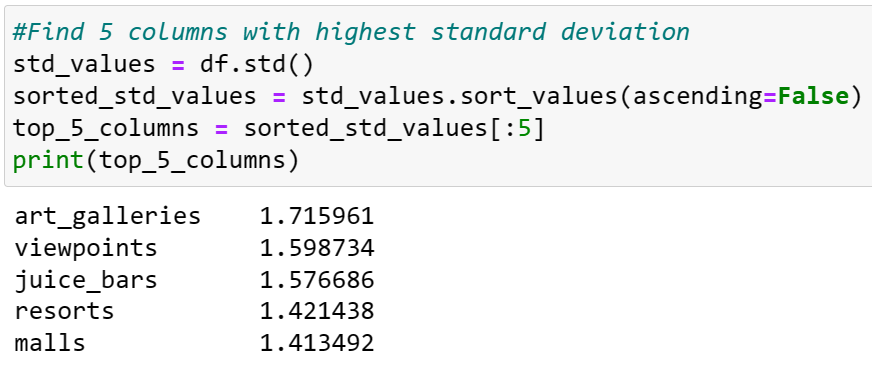 #Find 5 columns with highest standard deviation
std_values = df.std()
sorted_std_values = std_values.sort_values(ascending=False)
top_5_columns = sorted_std_values[:5]
print(top_5_columns)
art_galleries    1.715961
viewpoints       1.598734
juice_bars       1.576686
resorts          1.421438
malls            1.413492